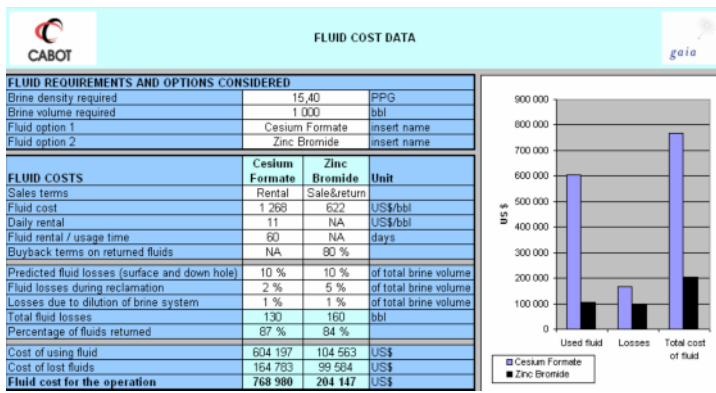 CABOT
FLUID COST DATA
gaia
FLUID REQUIREMENTS AND OPTIONS CONSIDERED
Brine density required 15,40 PPG
Brine volume required 1 000 bbl
Fluid option 1 Cesium Formate insert name
Fluid option 2 Zinc Bromide insert name
FLUID COSTS Cesium Formate Zinc Bromide Unit
Sales terms Rental Sale&return
Fluid cost 1 268 622 US$/bbl
Daily rental 11 NA US$/bbl
Fluid rental / usage time 60 NA days
Buyback terms on returned fluids NA 80 %
Predicted fluid losses (surface and down hole) 10 % 10 % of total brine volume
Fluid losses during reclamation 2 % 5 % of total brine volume
Losses due to dilution of brine system 1 % 1 % of total brine volume
Total fluid losses 130 160 bbl
Percentage of fluids returned 87 % 84 %
Cost of using fluid 604 197 104 563 US$
Cost of lost fluids 164 783 99 584 US$
Fluid cost for the operation 768 980 204 147 US$
US $
900 000
800 000
700 000
600 000
500 000
400 000
300 000
200 000
100 000
0
Used fluid Losses Total cost of fluid
Cesium Formate
Zinc Bromide